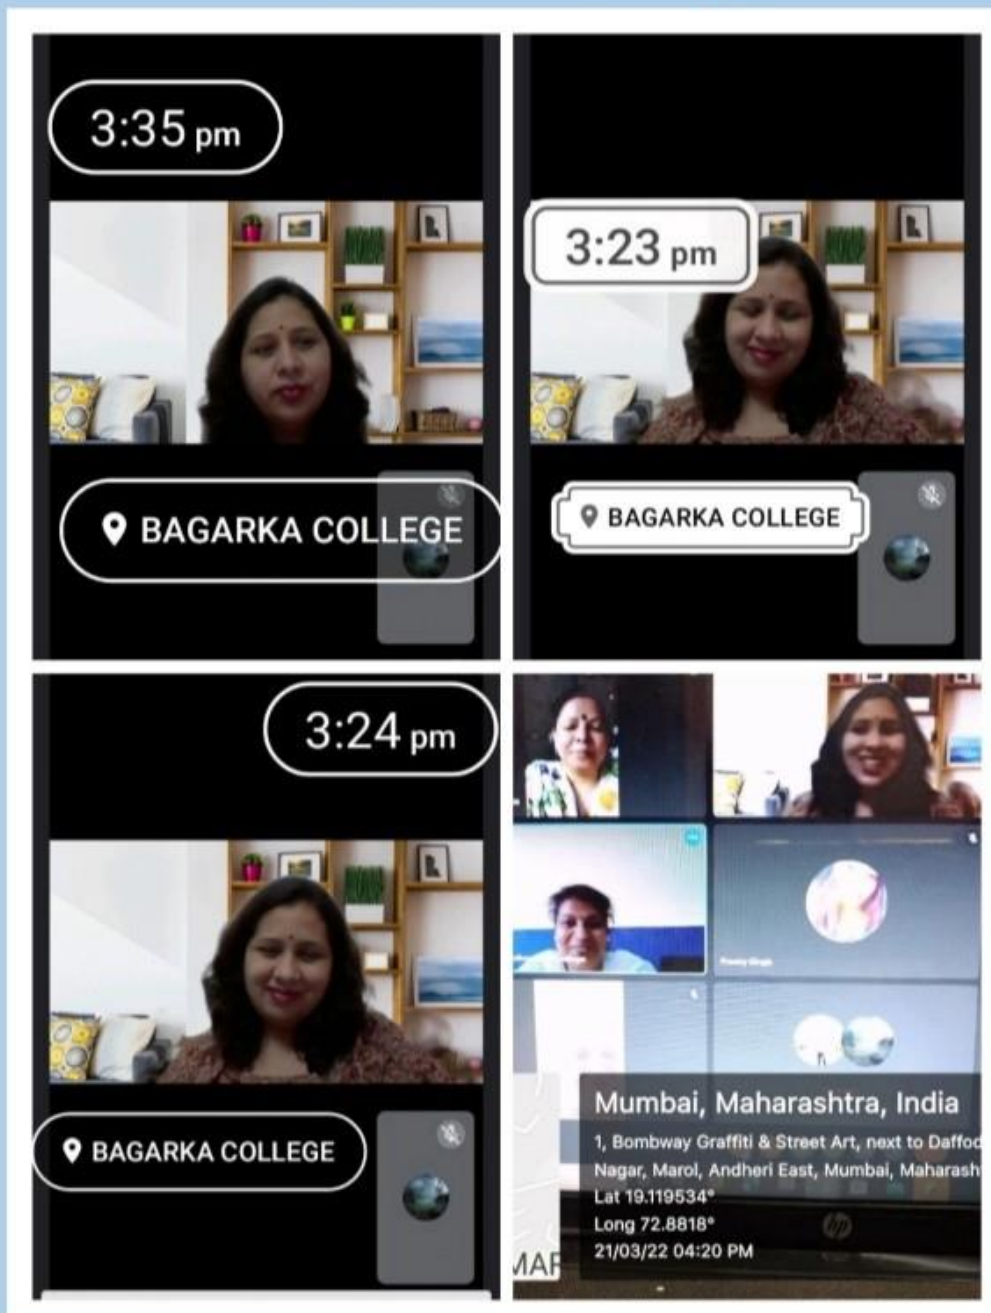 3:35 pm
BAGARKA COLLEGE
3:23 pm
BAGARKA COLLEGE
3:24 pm
BAGARKA COLLEGE
Mumbai, Maharashtra, India
1, Bombway Graffiti & Street Art, next to Daffod
Nagar, Marol, Andheri East, Mumbai, Maharash
Lat 19.119534°
Long 72.8818°
21/03/22 04:20 PM
hp
MAP